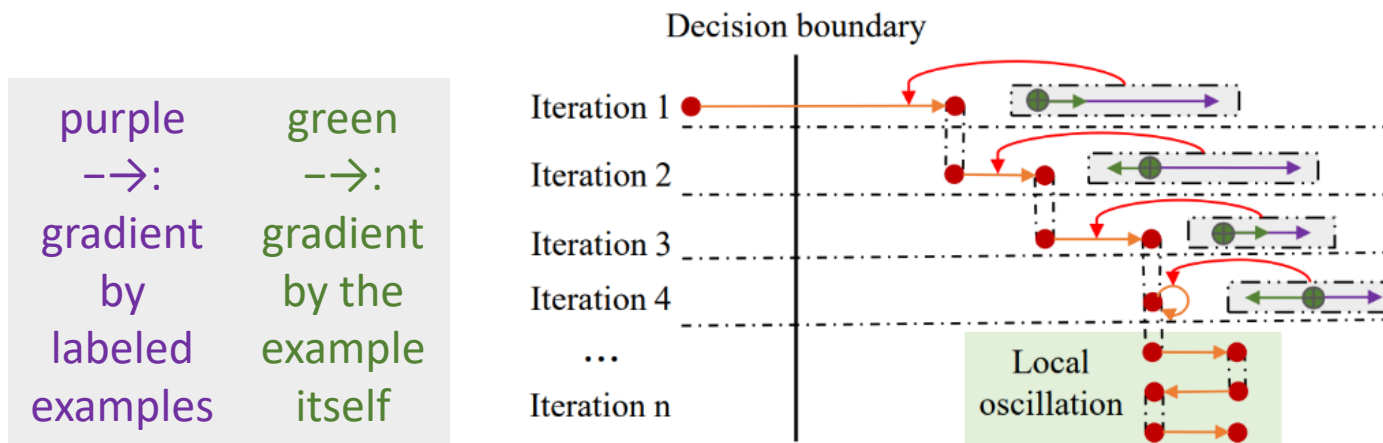 purple
–→:
gradient
by
labeled
examples
green
–→:
gradient
by the
example
itself
Decision boundary
Iteration 1
Iteration 2
Iteration 3
Iteration 4
...
Iteration n
Local
oscillation